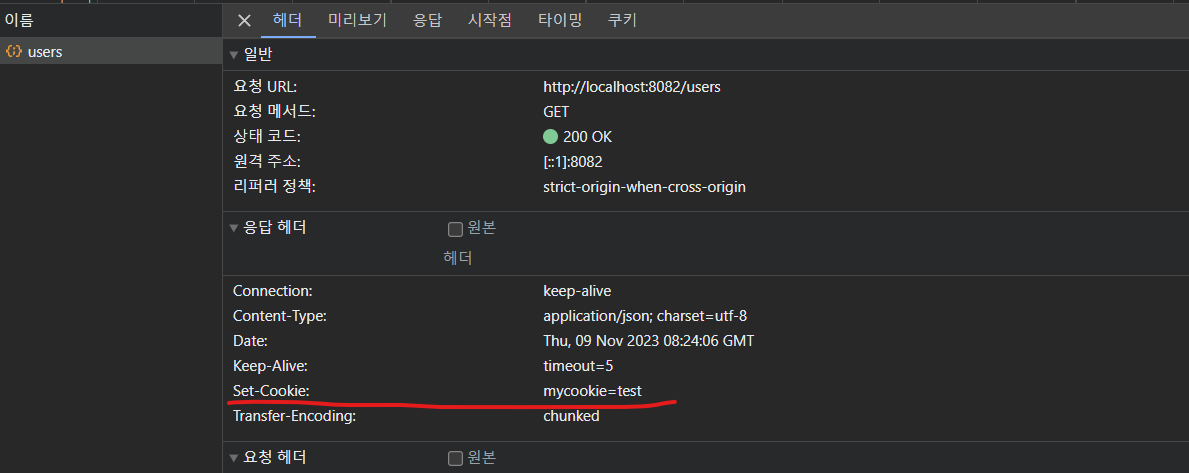 이름
헤더 미리보기 응답 시작점 타이밍 쿠키
users
일반
요청 URL: http://localhost:8082/users
요청 메서드: GET
상태 코드: 200 OK
원격 주소: [::1]:8082
리퍼러 정책: strict-origin-when-cross-origin
응답 헤더 원본
헤더
Connection: keep-alive
Content-Type: application/json; charset=utf-8
Date: Thu, 09 Nov 2023 08:24:06 GMT
Keep-Alive: timeout=5
Set-Cookie: mycookie=test
Transfer-Encoding: chunked
요청 헤더 원본